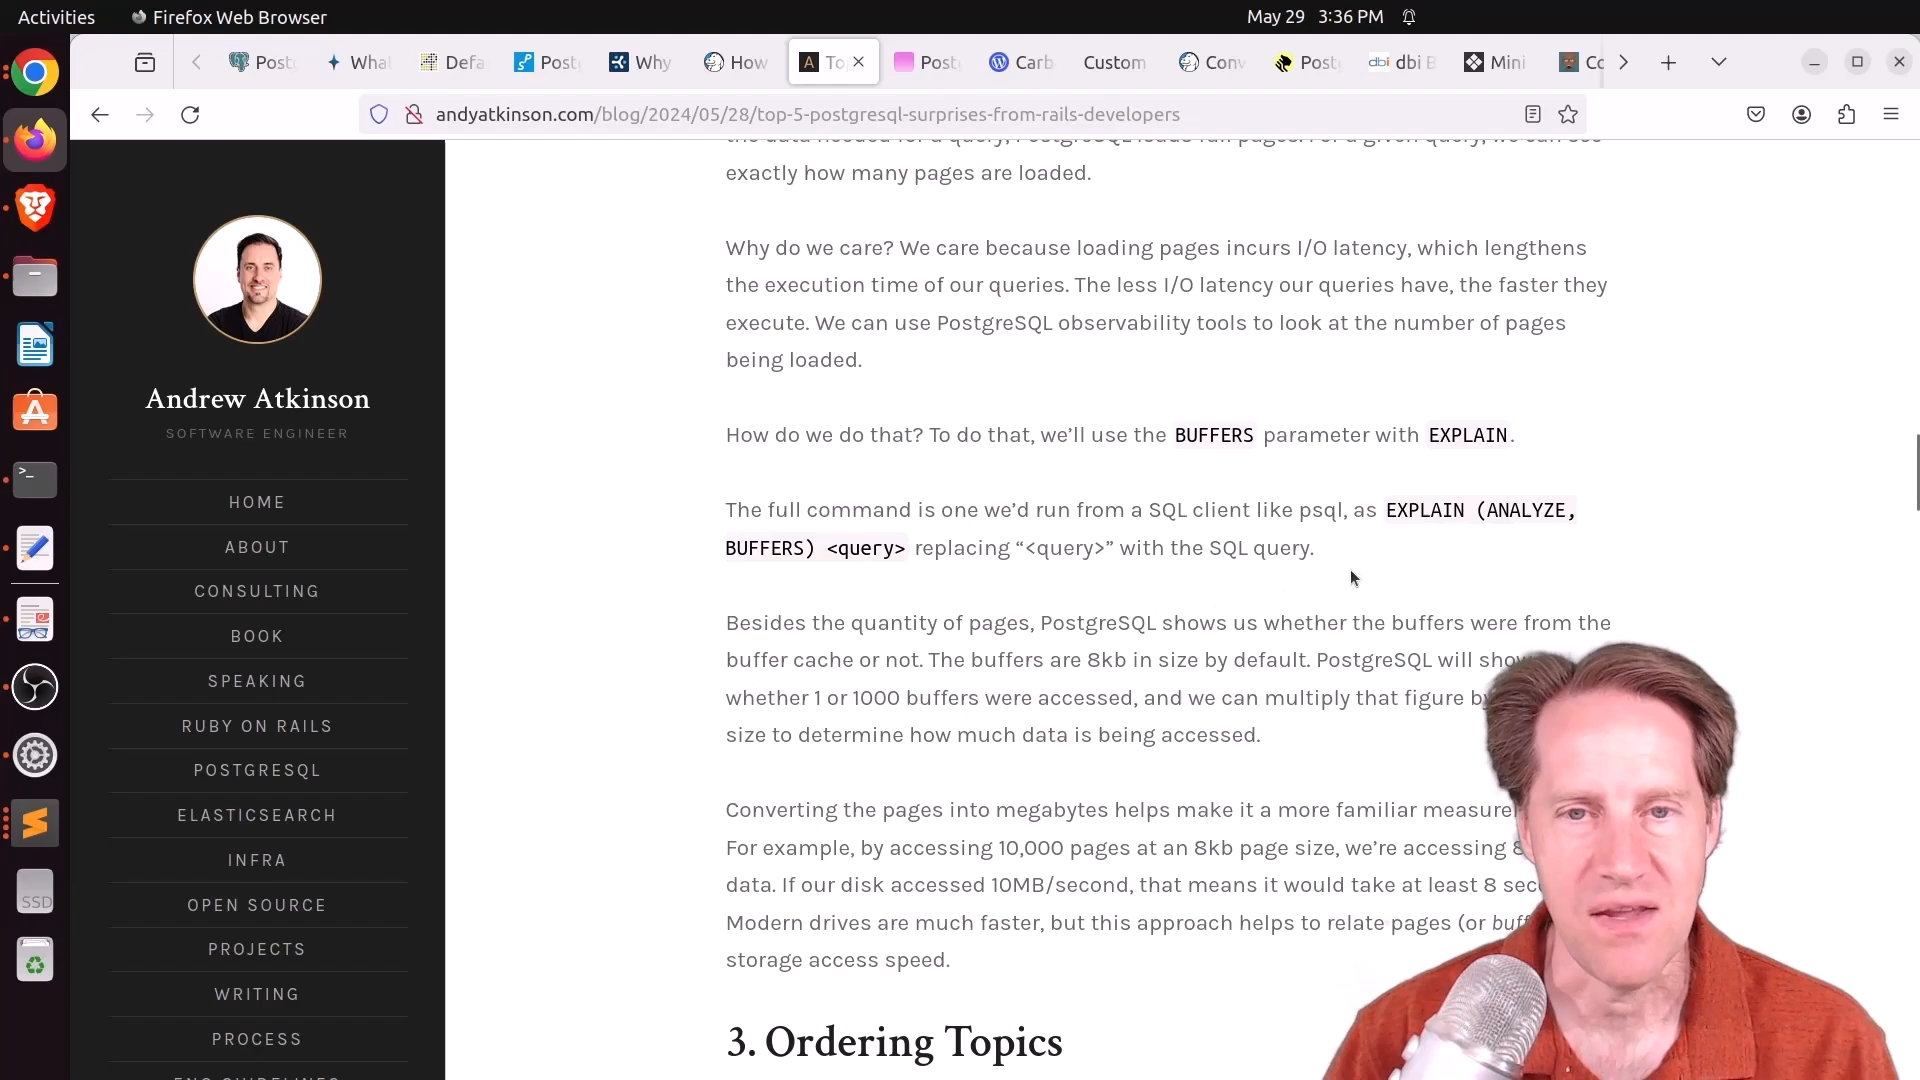 Activities
Firefox Web Browser
May 29 3:36 PM
Post
Wha
Defa
Post
Why
How
To
Post
Carb
Custom
Conv
Post
dbi dbi B
Mini
Co
andyatkinson.com/blog/2024/05/28/top-5-postgresql-surprises-from-rails-developers
Andrew Atkinson
SOFTWARE ENGINEER
HOME
ABOUT
CONSULTING
BOOK
SPEAKING
RUBY ON RAILS
POSTGRESQL
ELASTICSEARCH
INFRA
OPEN SOURCE
PROJECTS
WRITING
PROCESS
SSD
exactly how many pages are loaded.
Why do we care? We care because loading pages incurs I/O latency, which lengthens
the execution time of our queries. The less I/O latency our queries have, the faster they
execute. We can use PostgreSQL observability tools to look at the number of pages
being loaded.
How do we do that? To do that, we’ll use the BUFFERS parameter with EXPLAIN.
The full command is one we’d run from a SQL client like psql, as EXPLAIN (ANALYZE,
BUFFERS) <query> replacing “<query>” with the SQL query.
Besides the quantity of pages, PostgreSQL shows us whether the buffers were from the
buffer cache or not. The buffers are 8kb in size by default. PostgreSQL will show
whether 1 or 1000 buffers were accessed, and we can multiply that figure by
size to determine how much data is being accessed.
Converting the pages into megabytes helps make it a more familiar measure
For example, by accessing 10,000 pages at an 8kb page size, we’re accessing 8
data. If our disk accessed 10MB/second, that means it would take at least 8 sec
Modern drives are much faster, but this approach helps to relate pages (or buff
storage access speed.
3. Ordering Topics